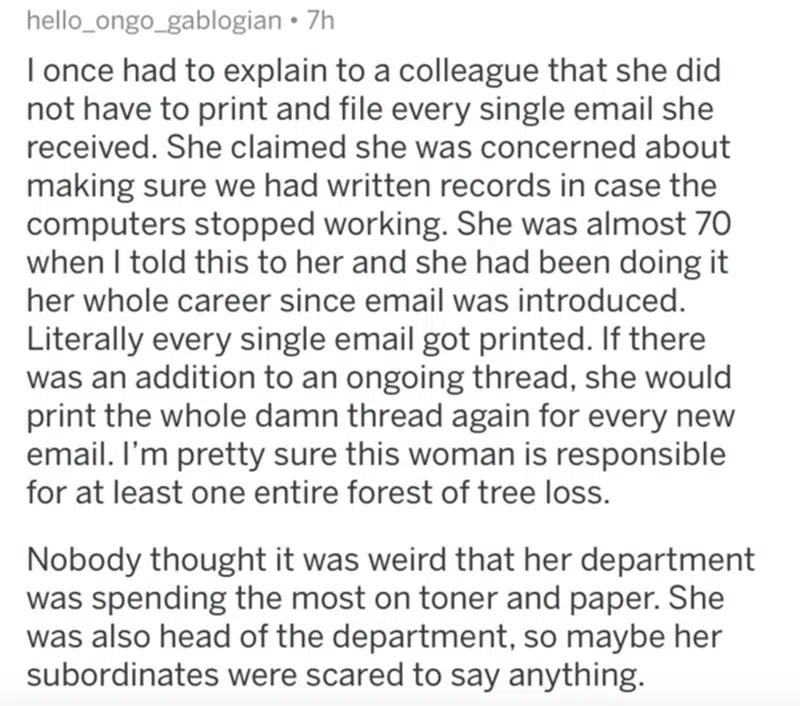 hello_ongo_gablogian • 7h
I once had to explain to a colleague that she did
not have to print and file every single email she
received. She claimed she was concerned about
making sure we had written records in case the
computers stopped working. She was almost 70
when I told this to her and she had been doing it
her whole career since email was introduced.
Literally every single email got printed. If there
was an addition to an ongoing thread, she would
print the whole damn thread again for every new
email. I'm pretty sure this woman is responsible
for at least one entire forest of tree loss.
Nobody thought it was weird that her department
was spending the most on toner and paper. She
was also head of the department, so maybe her
subordinates were scared to say anything.